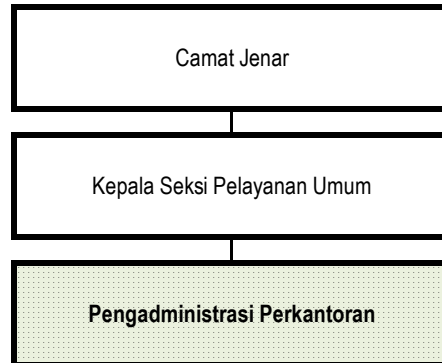 Camat Jenar
Kepala Seksi Pelayanan Umum
Pengadministrasi Perkantoran